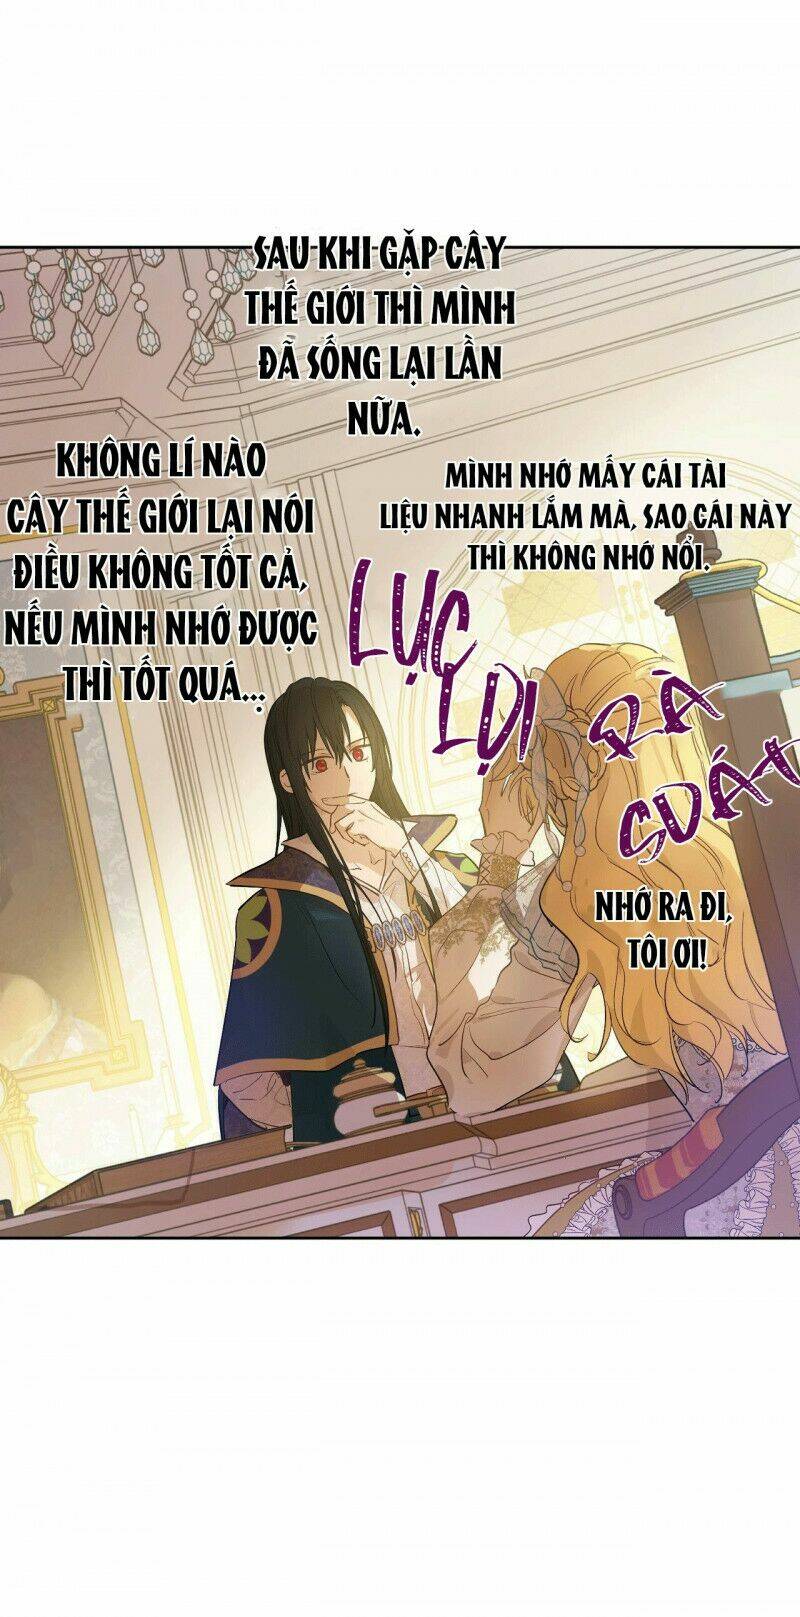 SAU KHI GẶP CÂY
THẾ GIỚI THÌ MÌNH
ĐÃ SỐNG LẠI LẦN
NỮA.
KHÔNG LÍ NÀO
CÂY THẾ GIỚI LẠI NÓI
ĐIỀU KHÔNG TỐT CẢ,
NẾU MÌNH NHỚ ĐƯỢC
THÌ TỐT QUÁ...
MÌNH NHỚ MẤY CÁI TÀI
LIỆU NHANH LẮM MÀ, SAO CÁI NÀY
THÌ KHÔNG NHỚ NỔI.
LỤC
LỌI
RÀ
SOÁT
NHỚ RA ĐI,
TÔI ƠI!